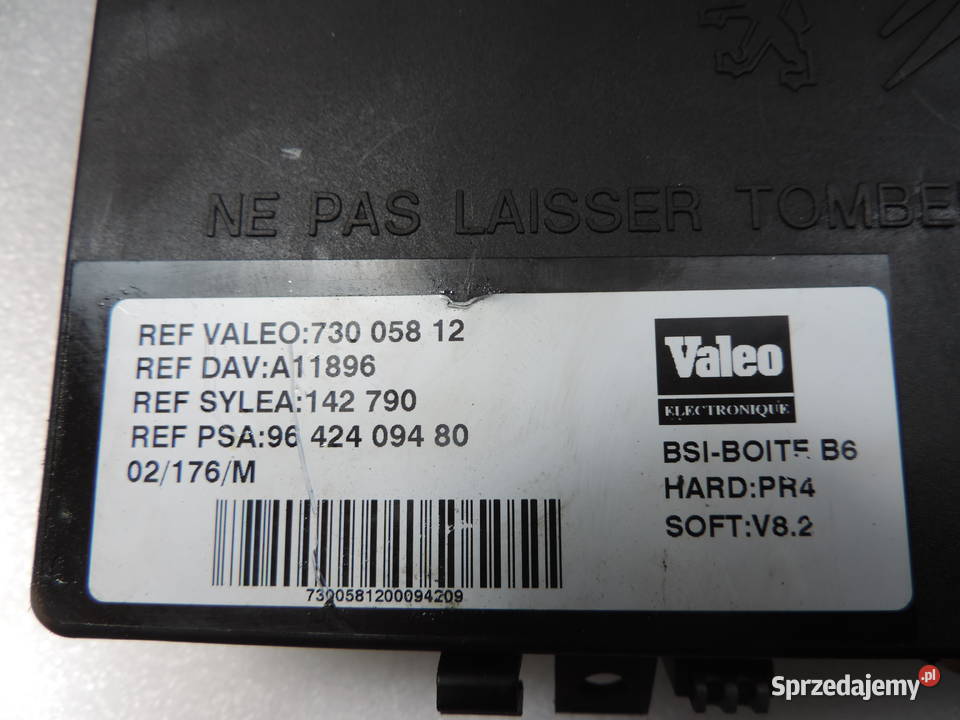 NE PAS LAISSER TOMBE
REF VALEO:730 058 12
REF DAV:A11896
REF SYLEA:142 790
REF PSA:96 424 094 80
02/176/M
7300581200094209
Valeo
ELECTRONIQUE
BSI-BOITE B6
HARD:PR4
SOFT:V8.2
Sprzedajemy.pl